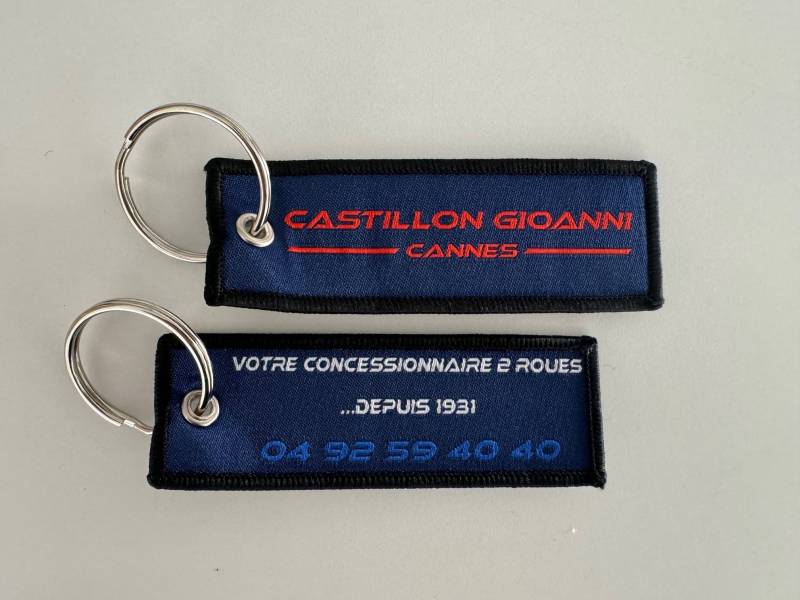 CASTILLON GIOANNI
CANNES
VOTRE CONCESSIONNAIRE 2 ROUES
...DEPUIS 1931
04 92 59 40 40